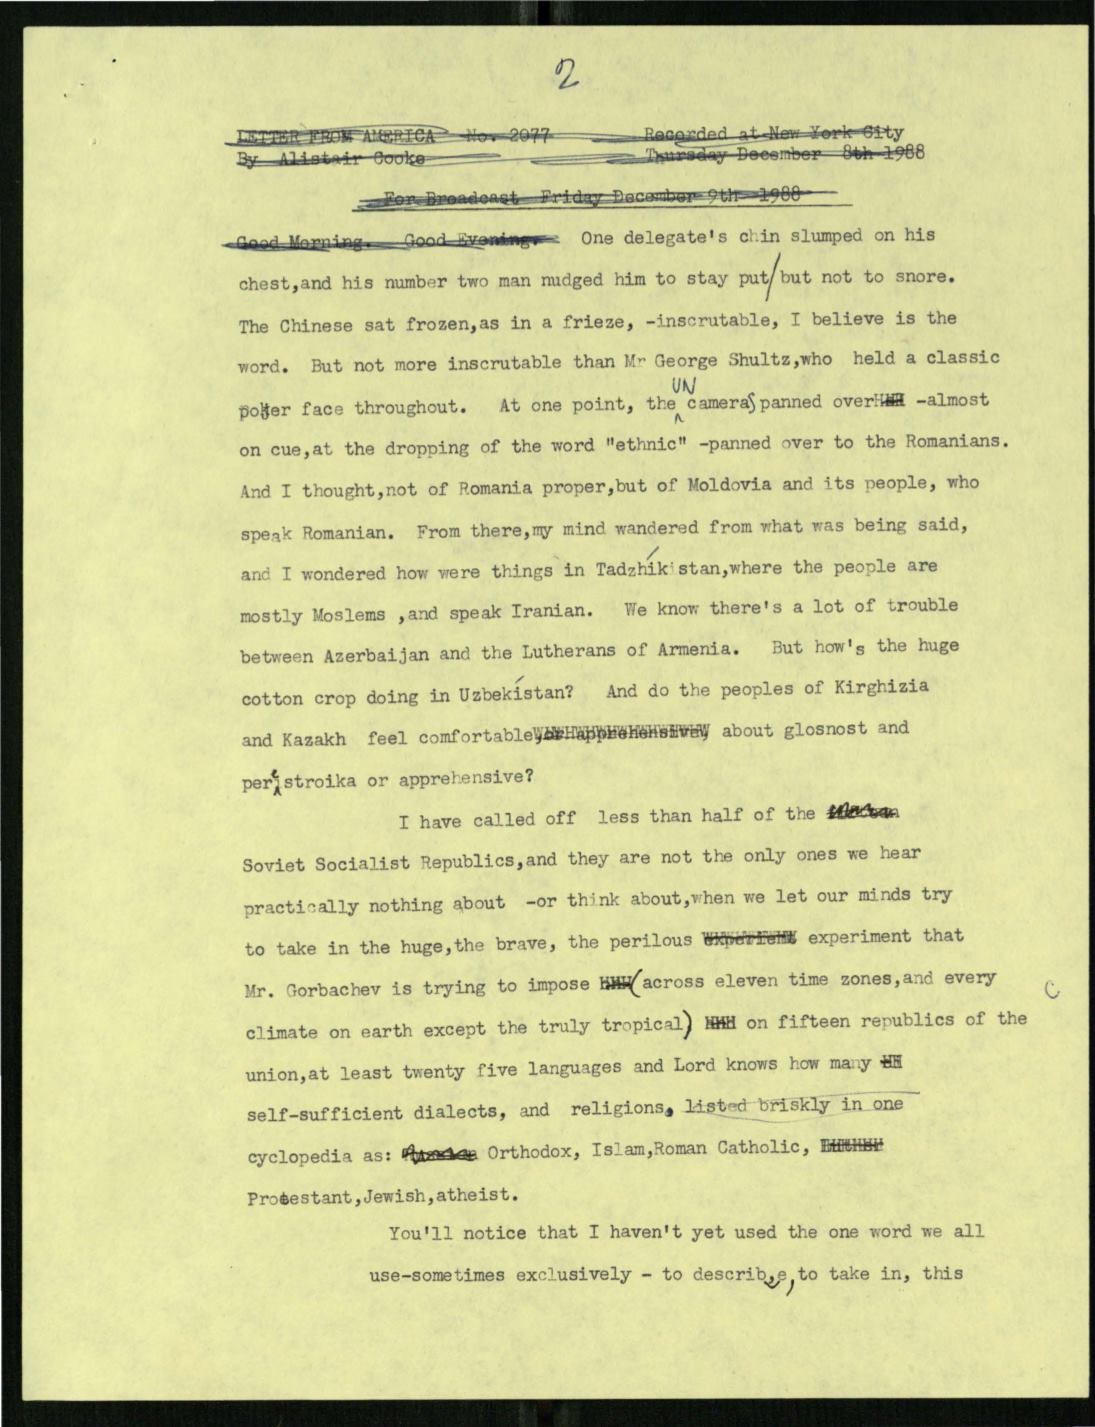 2
LETTER FROM AMERICA No. 2077 Recorded at New York City
By Alistair Cooke Thursday December 8th 1988
For Broadcast Friday December 9th 1988
Good Morning. Good Evening. One delegate's chin slumped on his
chest,and his number two man nudged him to stay put/but not to snore.
The Chinese sat frozen,as in a frieze, -inscrutable, I believe is the
word. But not more inscrutable than Mr George Shultz,who held a classic
poker face throughout. At one point, the UN cameras panned over -almost
on cue,at the dropping of the word "ethnic" -panned over to the Romanians.
And I thought,not of Romania proper,but of Moldovia and its people, who
speak Romanian. From there,my mind wandered from what was being said,
and I wondered how were things in Tadzhikistan,where the people are
mostly Moslems ,and speak Iranian. We know there's a lot of trouble
between Azerbaijan and the Lutherans of Armenia. But how's the huge
cotton crop doing in Uzbekístan? And do the peoples of Kirghizia
and Kazakh feel comfortable,or apprehensive, about glosnost and
perestroika or apprehensive?
I have called off less than half of the
Soviet Socialist Republics,and they are not the only ones we hear
practically nothing about -or think about,when we let our minds try
to take in the huge,the brave, the perilous experiment that
Mr. Gorbachev is trying to impose (across eleven time zones,and every
climate on earth except the truly tropical) on fifteen republics of the
C
union,at least twenty five languages and Lord knows how many
self-sufficient dialects, and religions, listed briskly in one
cyclopedia as: Orthodox, Islam,Roman Catholic,
Protestant,Jewish,atheist.
You'll notice that I haven't yet used the one word we all
use-sometimes exclusively - to describe, to take in, this